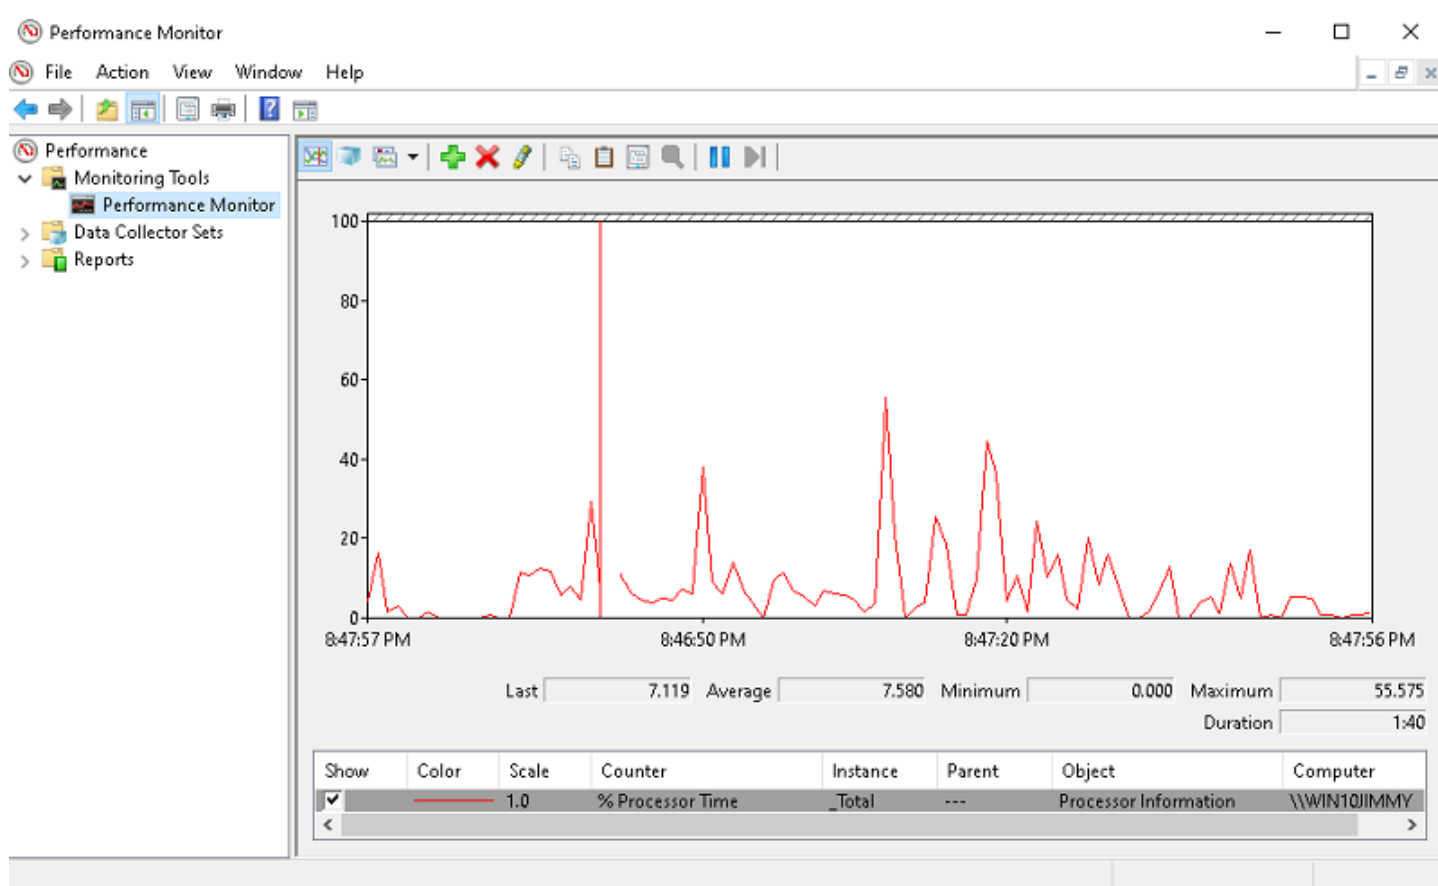 Performance Monitor
File Action View Window Help
Performance
Monitoring Tools
Performance Monitor
Data Collector Sets
Reports
100
80
60
40
20
0
8:47:57 PM 8:46:50 PM 8:47:20 PM 8:47:56 PM
Last 7.119 Average 7.580 Minimum 0.000 Maximum 55.575
Duration 1:40
Show Color Scale Counter Instance Parent Object Computer
1.0 % Processor Time _Total --- Processor Information \\WIN10JIMMY